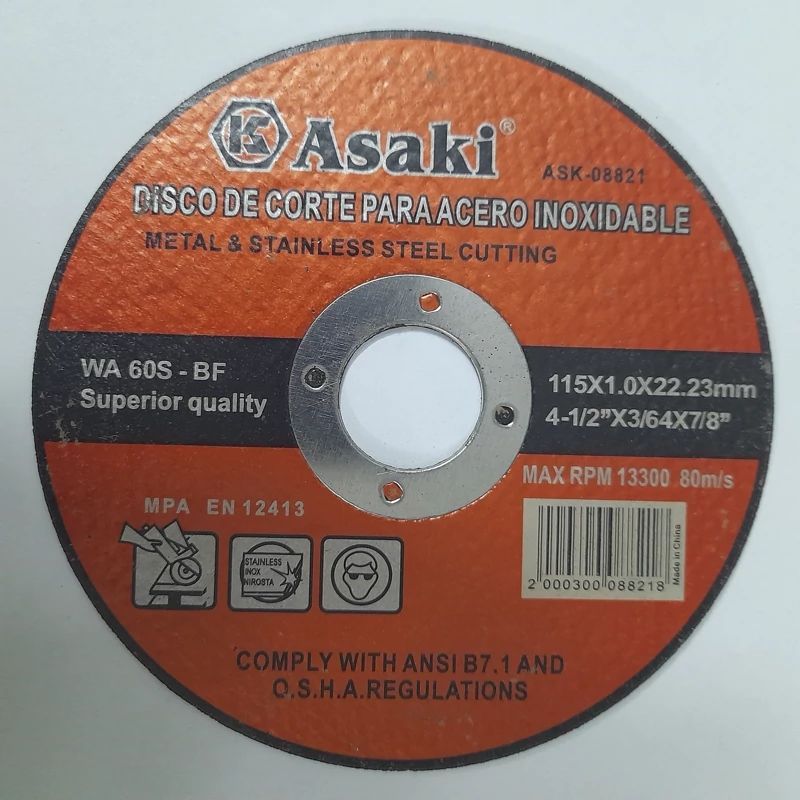 K
Asaki®
ASK-08821
DISCO DE CORTE PARA ACERO INOXIDABLE
METAL & STAINLESS STEEL CUTTING
WA 60S - BF
Superior quality
115X1.0X22.23mm
4-1/2”X3/64X7/8”
MAX RPM 13300 80m/s
MPA EN 12413
STAINLESS
INOX
NIROSTA
2 000300 088218
Made in China
COMPLY WITH ANSI B7.1 AND
O.S.H.A.REGULATIONS